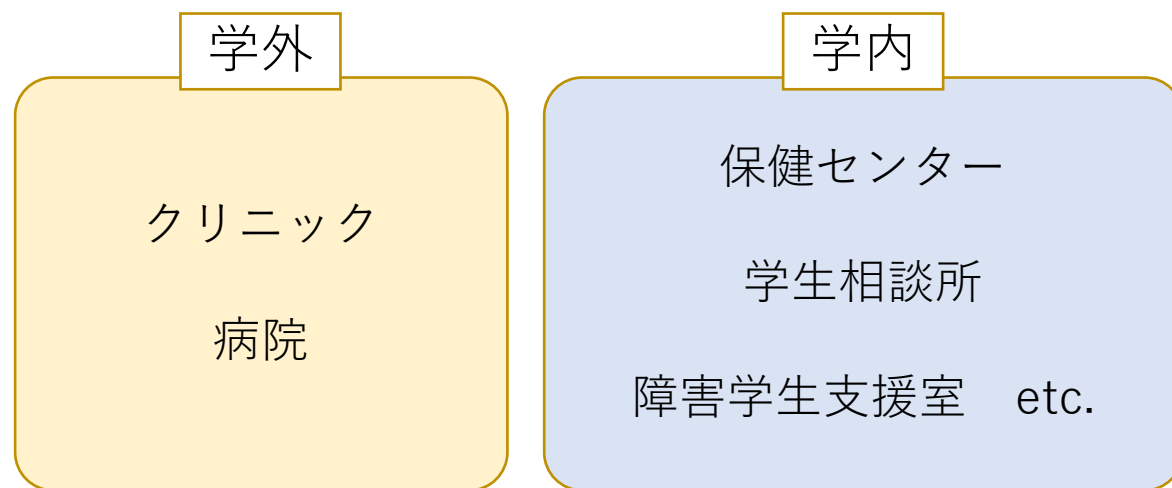 学外
クリニック
病院
学内
保健センター
学生相談所
障害学生支援室　etc.